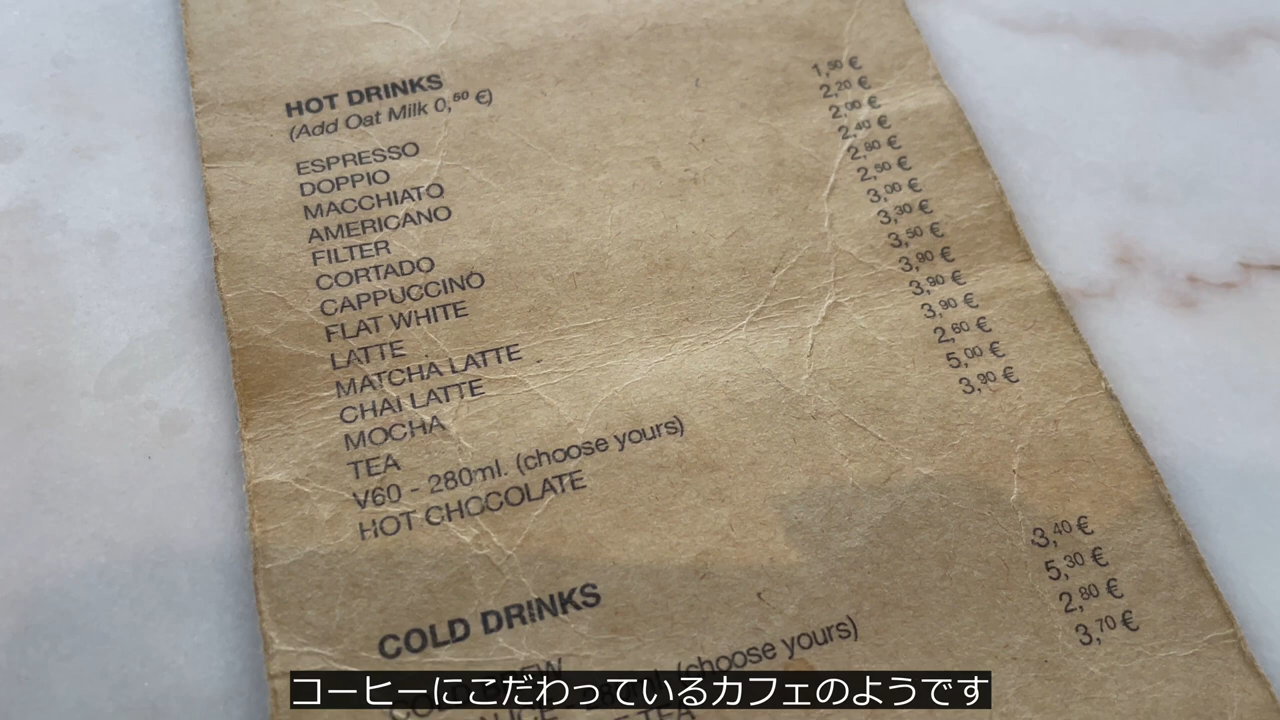 HOT DRINKS
(Add Oat Milk 0,50 €)
ESPRESSO 1,50 €
DOPPIO 2,20 €
MACCHIATO 2,00 €
AMERICANO 2,40 €
FILTER 2,80 €
CORTADO 2,50 €
CAPPUCCINO 3,00 €
FLAT WHITE 3,30 €
LATTE 3,50 €
MATCHA LATTE 3,90 €
CHAI LATTE 3,90 €
MOCHA 3,90 €
TEA 2,60 €
V60 - 280ml. (choose yours) 5,00 €
HOT CHOCOLATE 3,90 €
COLD DRINKS
3,40 €
(choose yours) 5,30 €
2,80 €
TEA 3,70 €
コーヒーにこだわっているカフェのようです